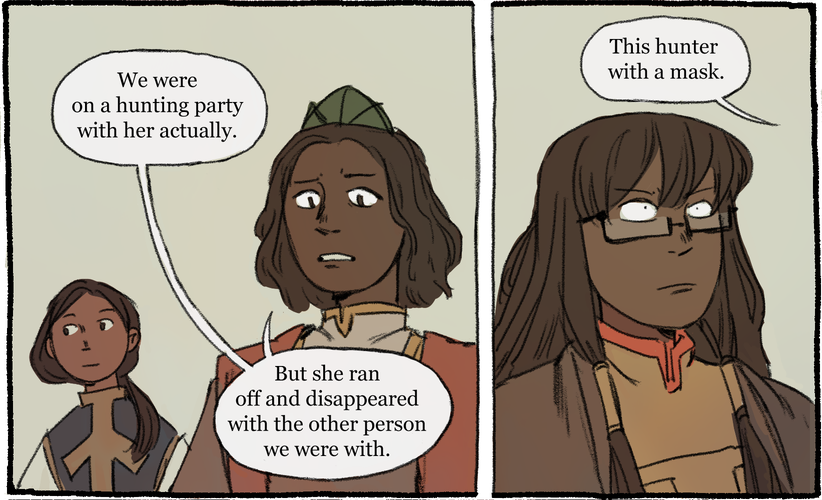 We were
on a hunting party
with her actually.
But she ran
off and disappeared
with the other person
we were with.
This hunter
with a mask.